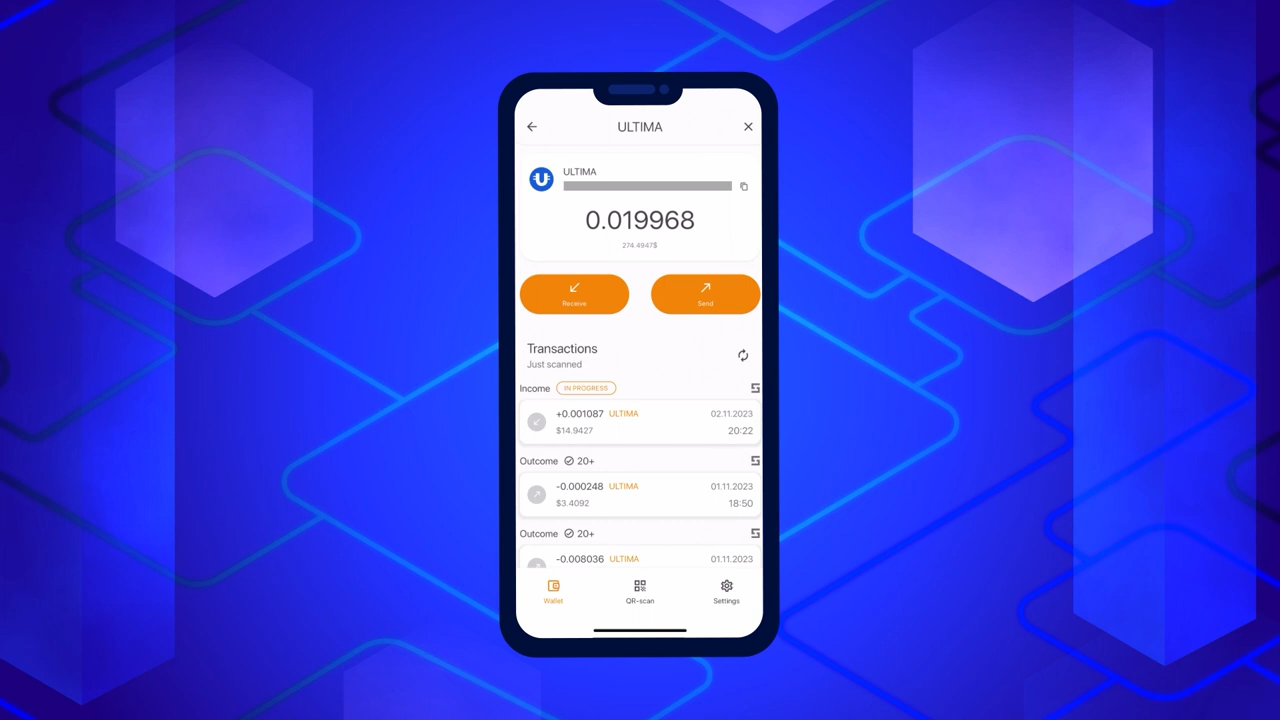 ULTIMA
ULTIMA
0.019968
274.4947$
Receive
Send
Transactions
Just scanned
Income IN PROGRESS
+0.001087 ULTIMA 02.11.2023
$14.9427 20:22
Outcome 20+
-0.000248 ULTIMA 01.11.2023
$3.4092 18:50
Outcome 20+
-0.008036 ULTIMA 01.11.2023
Wallet
QR-scan
Settings